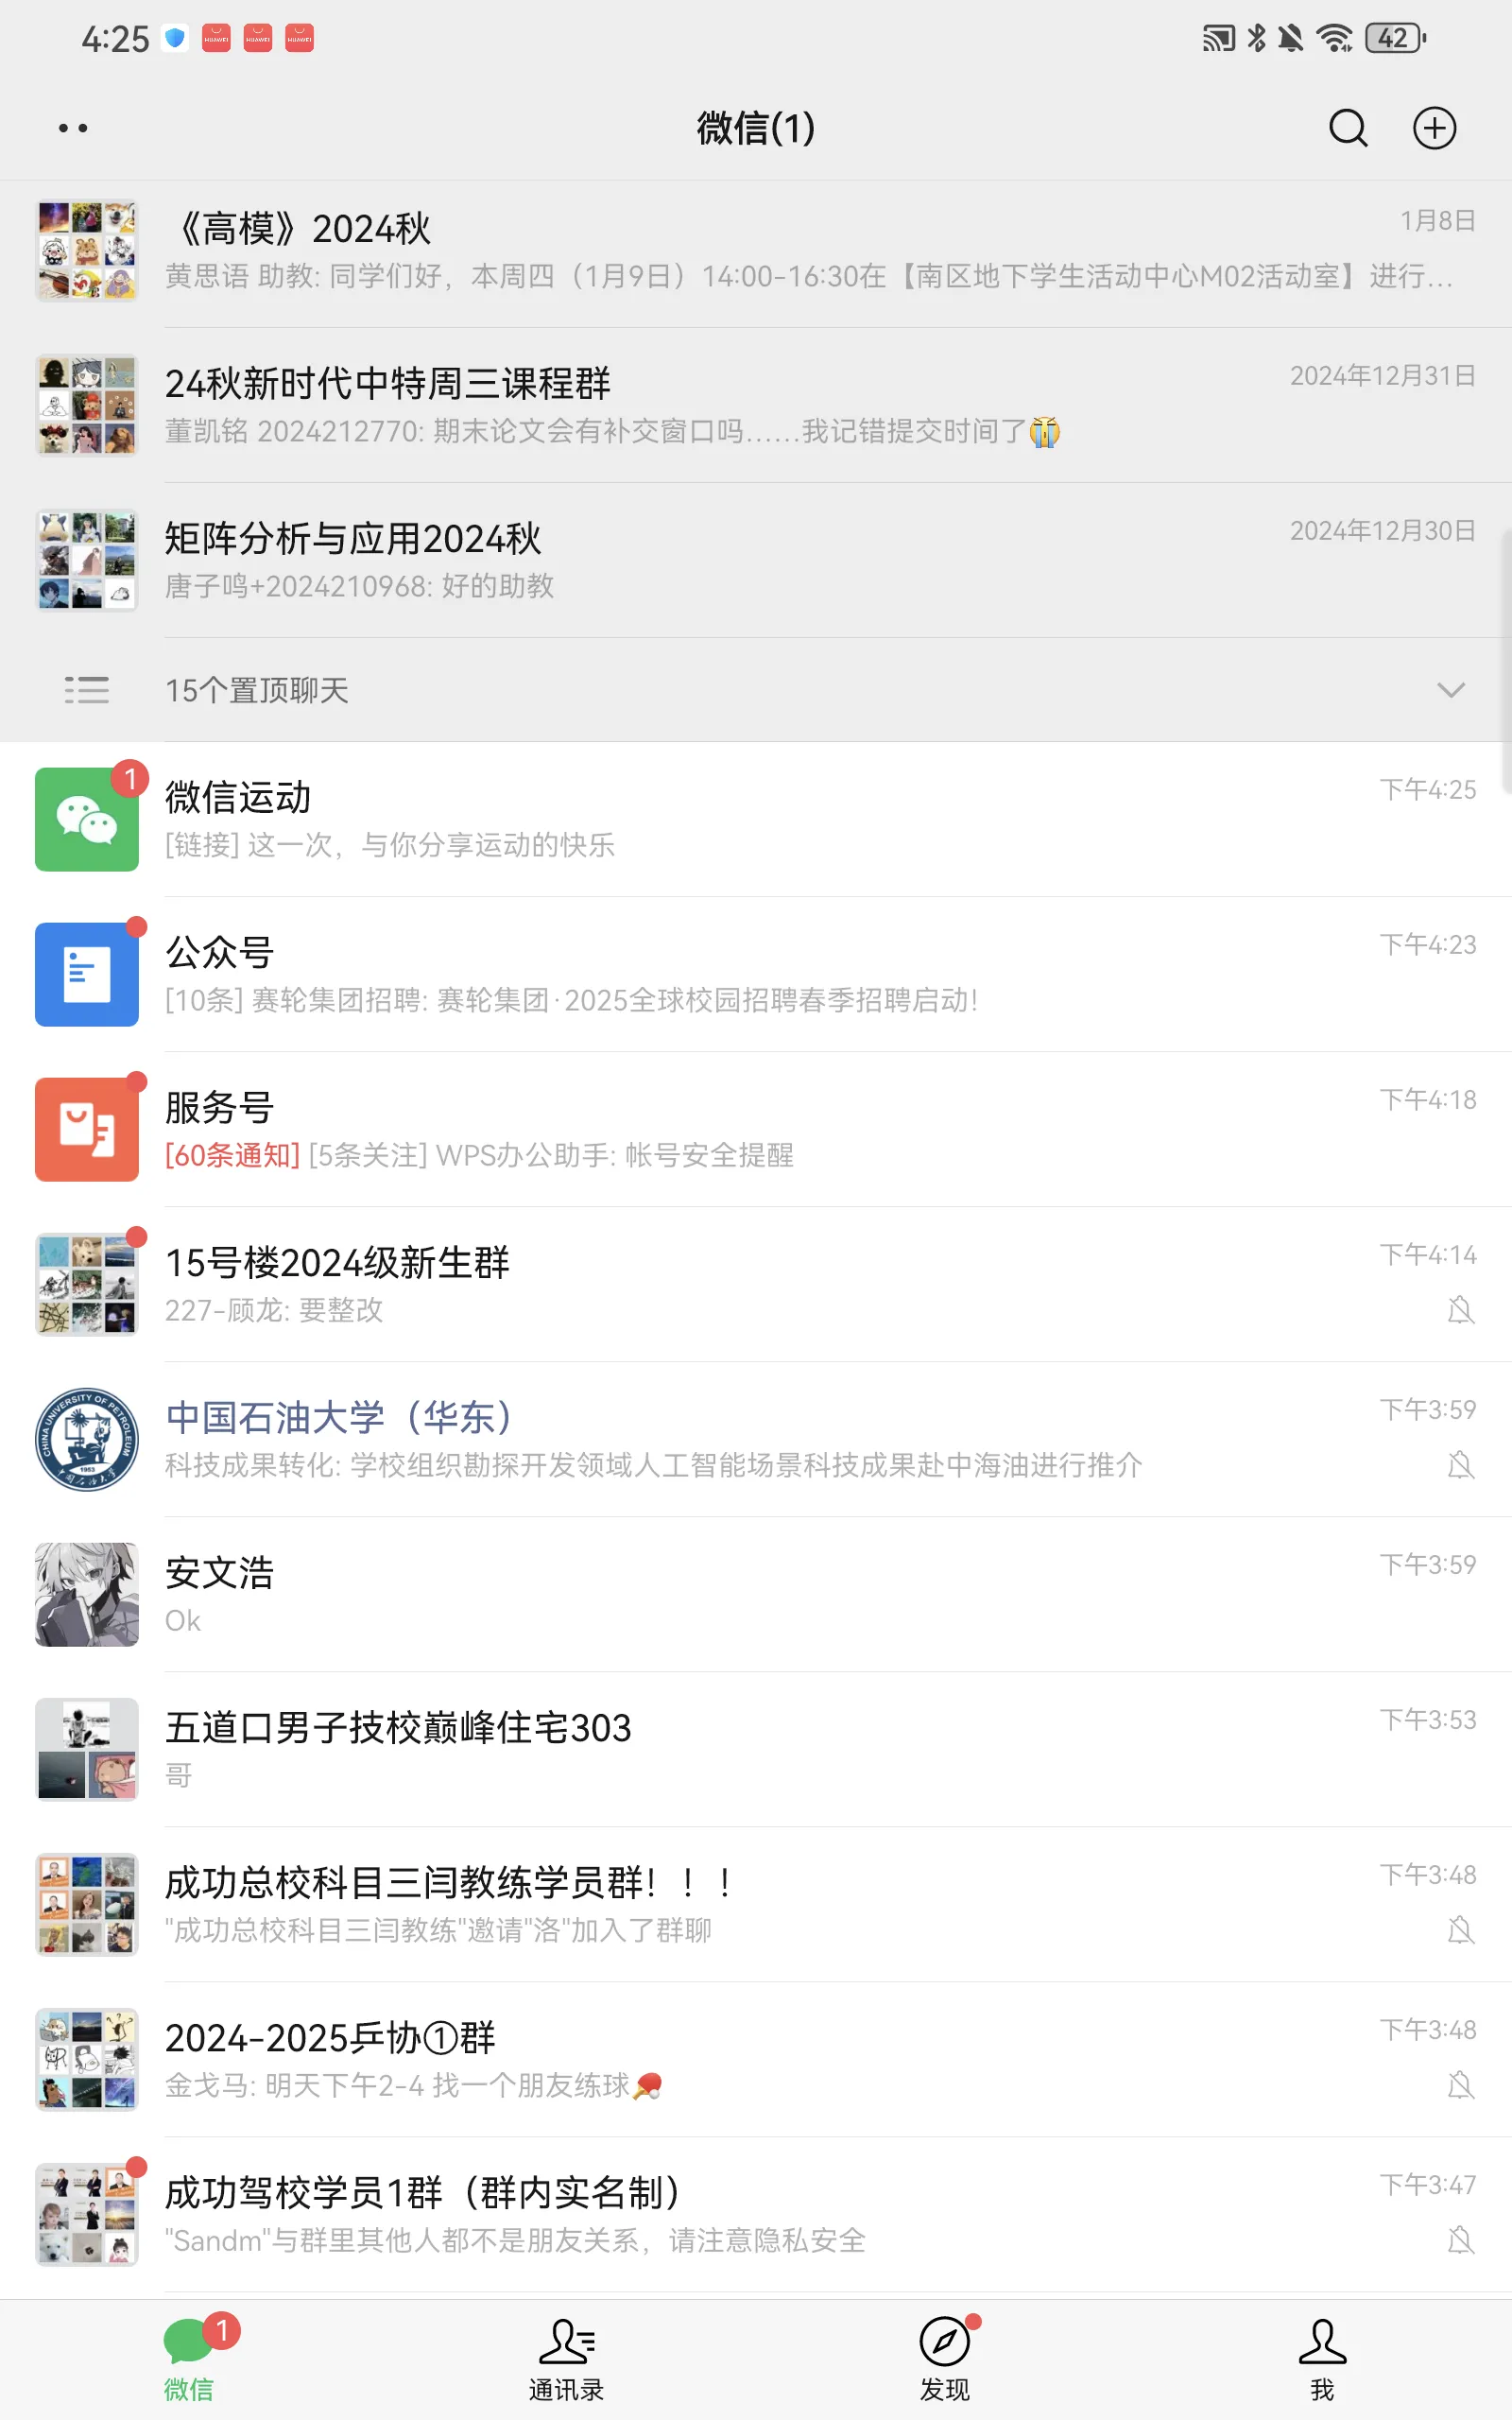 4:25
HUAWEI HUAWEI HUAWEI
42
微信(1)
《高模》2024秋
1月8日
黄思语 助教: 同学们好，本周四（1月9日）14:00-16:30在【南区地下学生活动中心M02活动室】进行...
24秋新时代中特周三课程群
2024年12月31日
董凯铭 2024212770: 期末论文会有补交窗口吗……我记错提交时间了😭
矩阵分析与应用2024秋
2024年12月30日
唐子鸣+2024210968: 好的助教
15个置顶聊天
1
微信运动
下午4:25
[链接] 这一次，与你分享运动的快乐
公众号
下午4:23
[10条] 赛轮集团招聘: 赛轮集团·2025全球校园招聘春季招聘启动！
服务号
下午4:18
[60条通知] [5条关注] WPS办公助手: 帐号安全提醒
15号楼2024级新生群
下午4:14
227-顾龙: 要整改
CHINA UNIVERSITY OF PETROLEUM
1953
中国石油大学
中国石油大学（华东）
下午3:59
科技成果转化: 学校组织勘探开发领域人工智能场景科技成果赴中海油进行推介
安文浩
下午3:59
Ok
五道口男子技校巅峰住宅303
下午3:53
哥
成功总校科目三闫教练学员群！！！
下午3:48
"成功总校科目三闫教练"邀请"洛"加入了群聊
2024-2025乒协①群
下午3:48
金戈马: 明天下午2-4 找一个朋友练球🏓
成功驾校学员1群（群内实名制）
下午3:47
"Sandm"与群里其他人都不是朋友关系，请注意隐私安全
1
微信
通讯录
发现
我